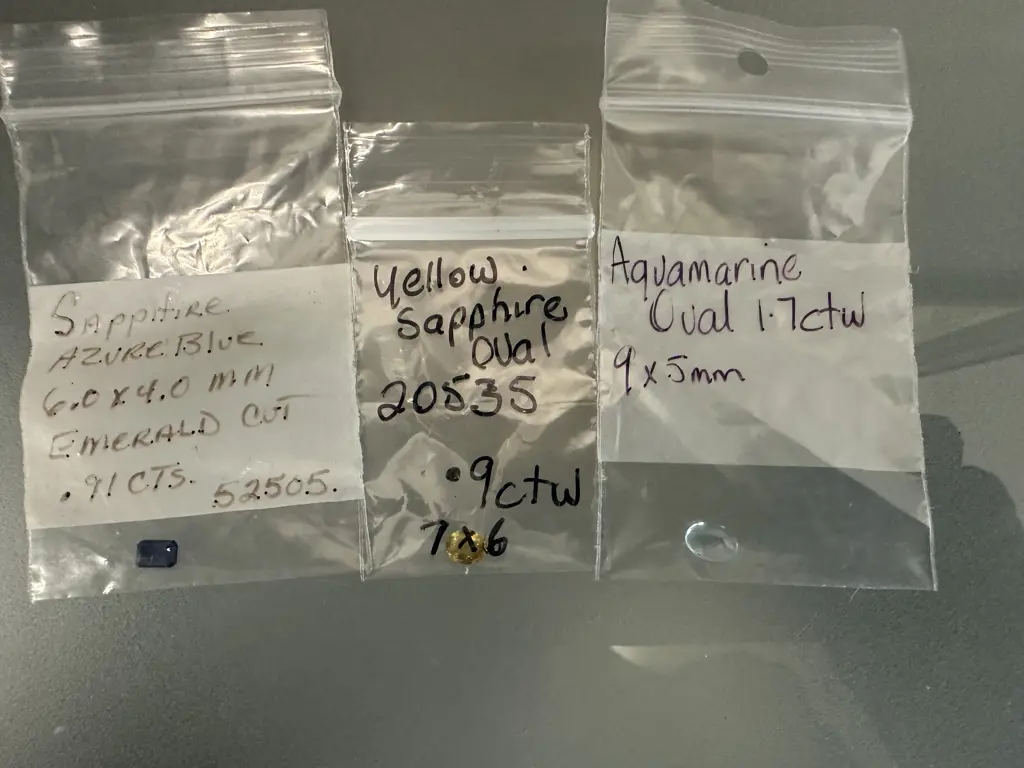 SAPPHIRE
AZURE BLUE
6.0 x 4.0 mm
EMERALD CUT
.91 CTS. 52505.
Yellow
Sapphire
Oval
20535
.9ctw
7x6
Aquamarine
Oval 1.7ctw
9x5mm